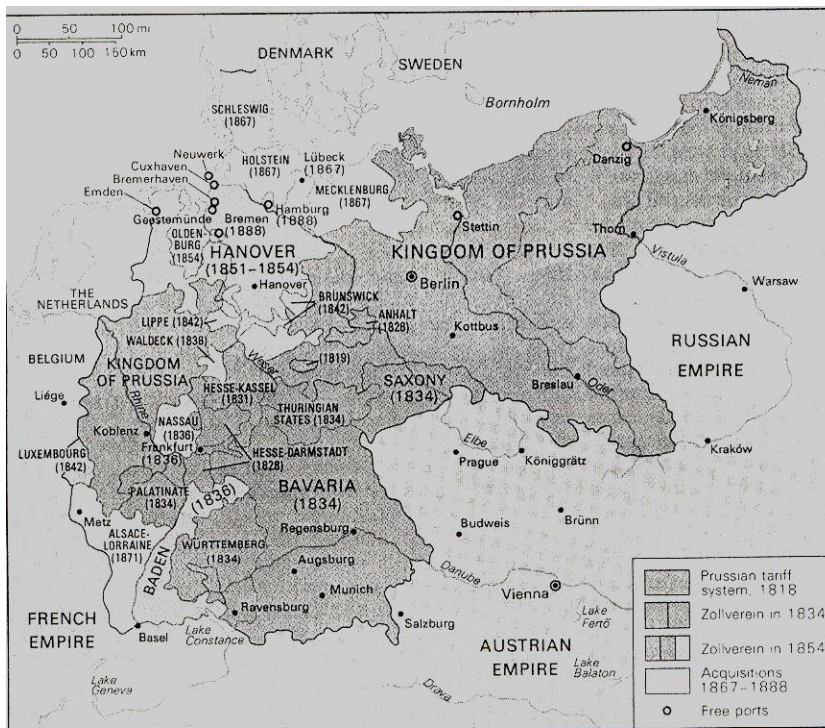 0 50 100 mi
0 50 100 150 km
DENMARK
SWEDEN
Bornholm
Neman
Königsberg
SCHLESWIG
(1867)
Neuwerk
Cuxhaven
Bremerhaven
Emden
Geestemünde
HOLSTEIN
(1867)
Lübeck
(1867)
MECKLENBURG
(1867)
Danzig
Bremen
(1888)
Hamburg
(1888)
Stettin
OLDEN-
BURG
(1854)
HANOVER
(1851–1854)
Hanover
KINGDOM OF PRUSSIA
Thorn
Vistula
Berlin
Warsaw
THE
NETHERLANDS
BRUNSWICK
(1842)
ANHALT
(1828)
LIPPE (1842)
WALDECK (1838)
Kottbus
RUSSIAN
EMPIRE
BELGIUM
KINGDOM
OF PRUSSIA
Weser
(1819)
Liége
Rhine
HESSE-KASSEL
(1831)
SAXONY
(1834)
Breslau
Oder
THURINGIAN
STATES (1834)
NASSAU
(1836)
Koblenz
Frankfurt
(1836)
Elbe
Kraków
LUXEMBOURG
(1842)
HESSE-DARMSTADT
(1828)
Prague
Königgrätz
PALATINATE
(1834)
(1836)
BAVARIA
(1834)
Metz
Brünn
ALSACE-
LORRAINE
(1871)
Regensburg
Budweis
BADEN
WÜRTTEMBERG
(1834)
Augsburg
Danube
Munich
Vienna
Ravensburg
FRENCH
EMPIRE
Basel
Lake
Constance
Salzburg
Lake
Fertő
AUSTRIAN
EMPIRE
Lake
Balaton
Lake
Geneva
Drava
Prussian tariff
system, 1818
Zollverein in 1834
Zollverein in 1854
Acquisitions
1867–1888
Free ports